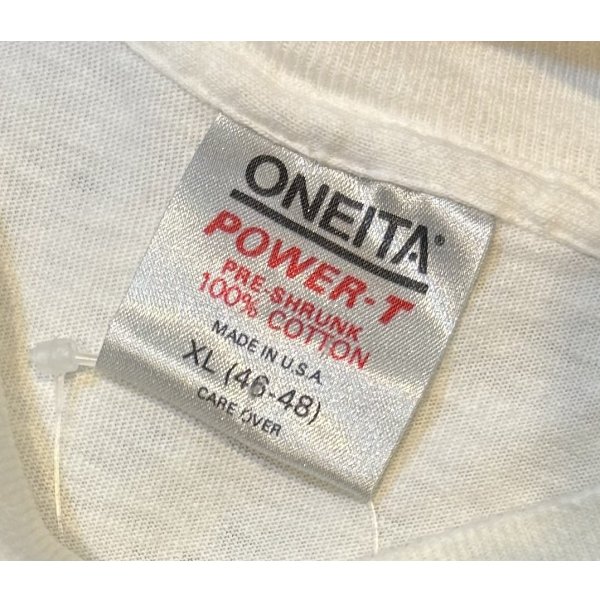 ONEITA®
POWER-T
PRE-SHRUNK
100% COTTON
MADE IN U.S.A
XL (46-48)
CARE OVER